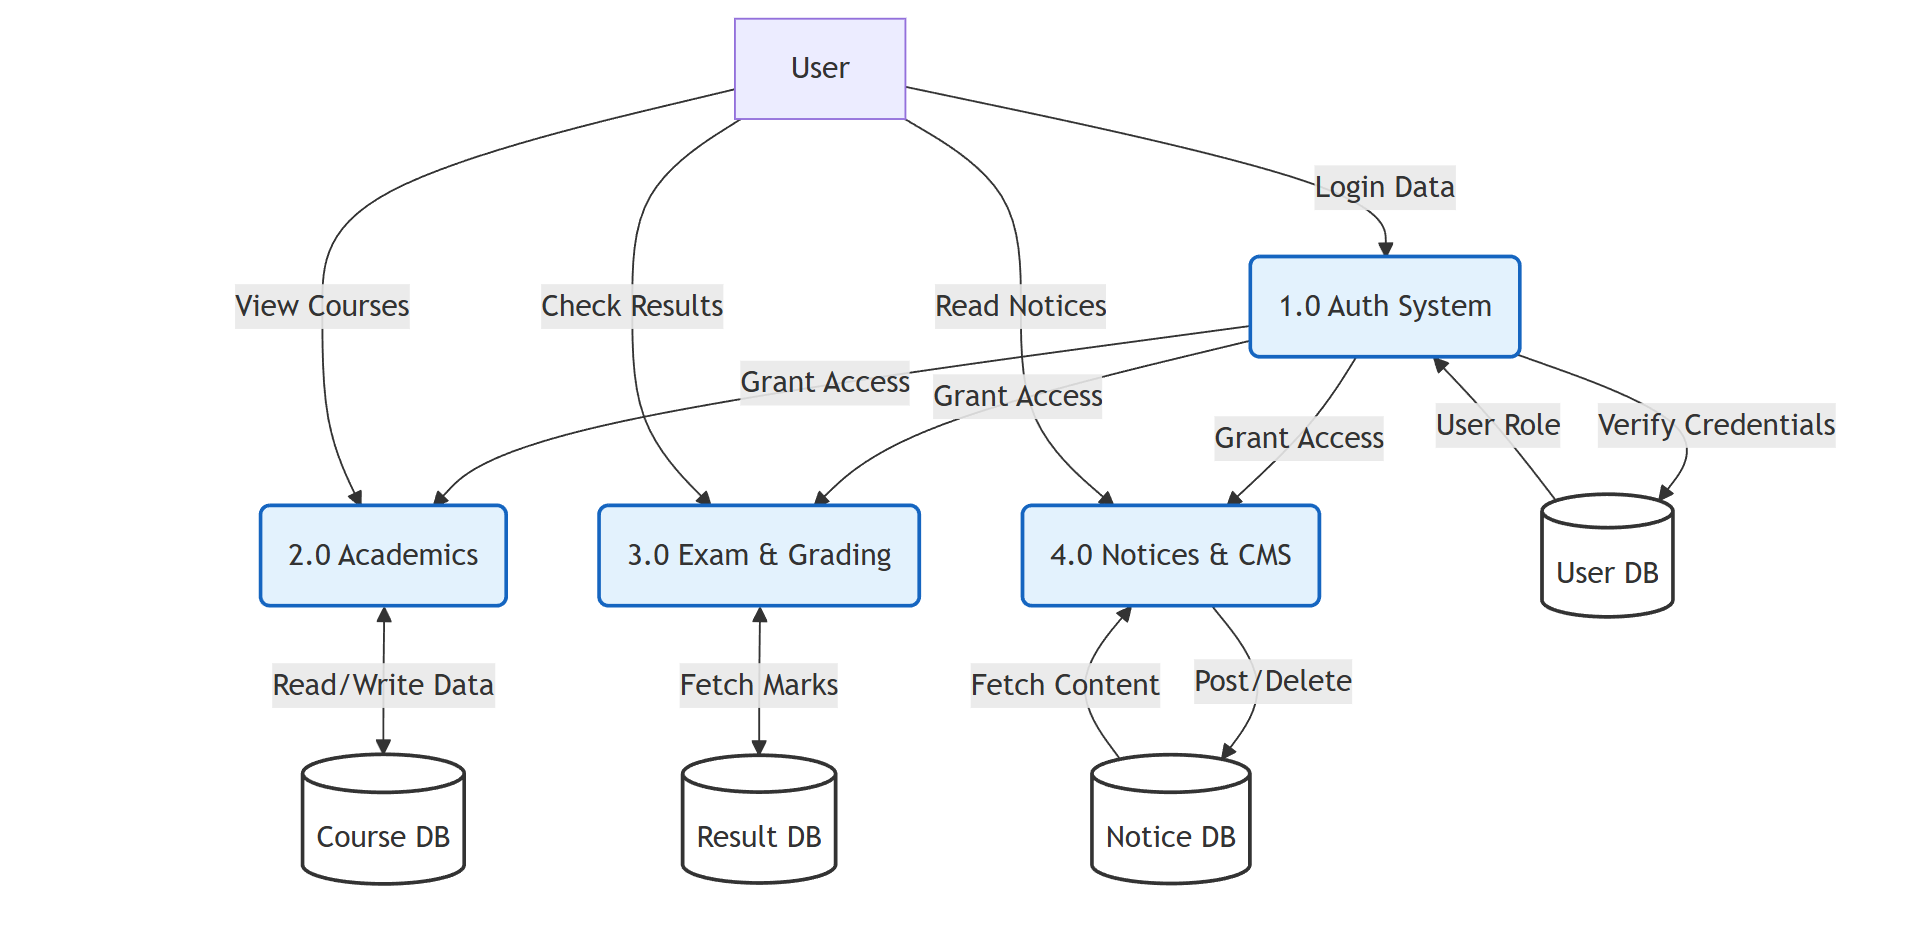 User
Login Data
View Courses
Check Results
Read Notices
1.0 Auth System
Grant Access
Grant Access
Grant Access
User Role
Verify Credentials
2.0 Academics
3.0 Exam & Grading
4.0 Notices & CMS
User DB
Read/Write Data
Fetch Marks
Fetch Content
Post/Delete
Course DB
Result DB
Notice DB